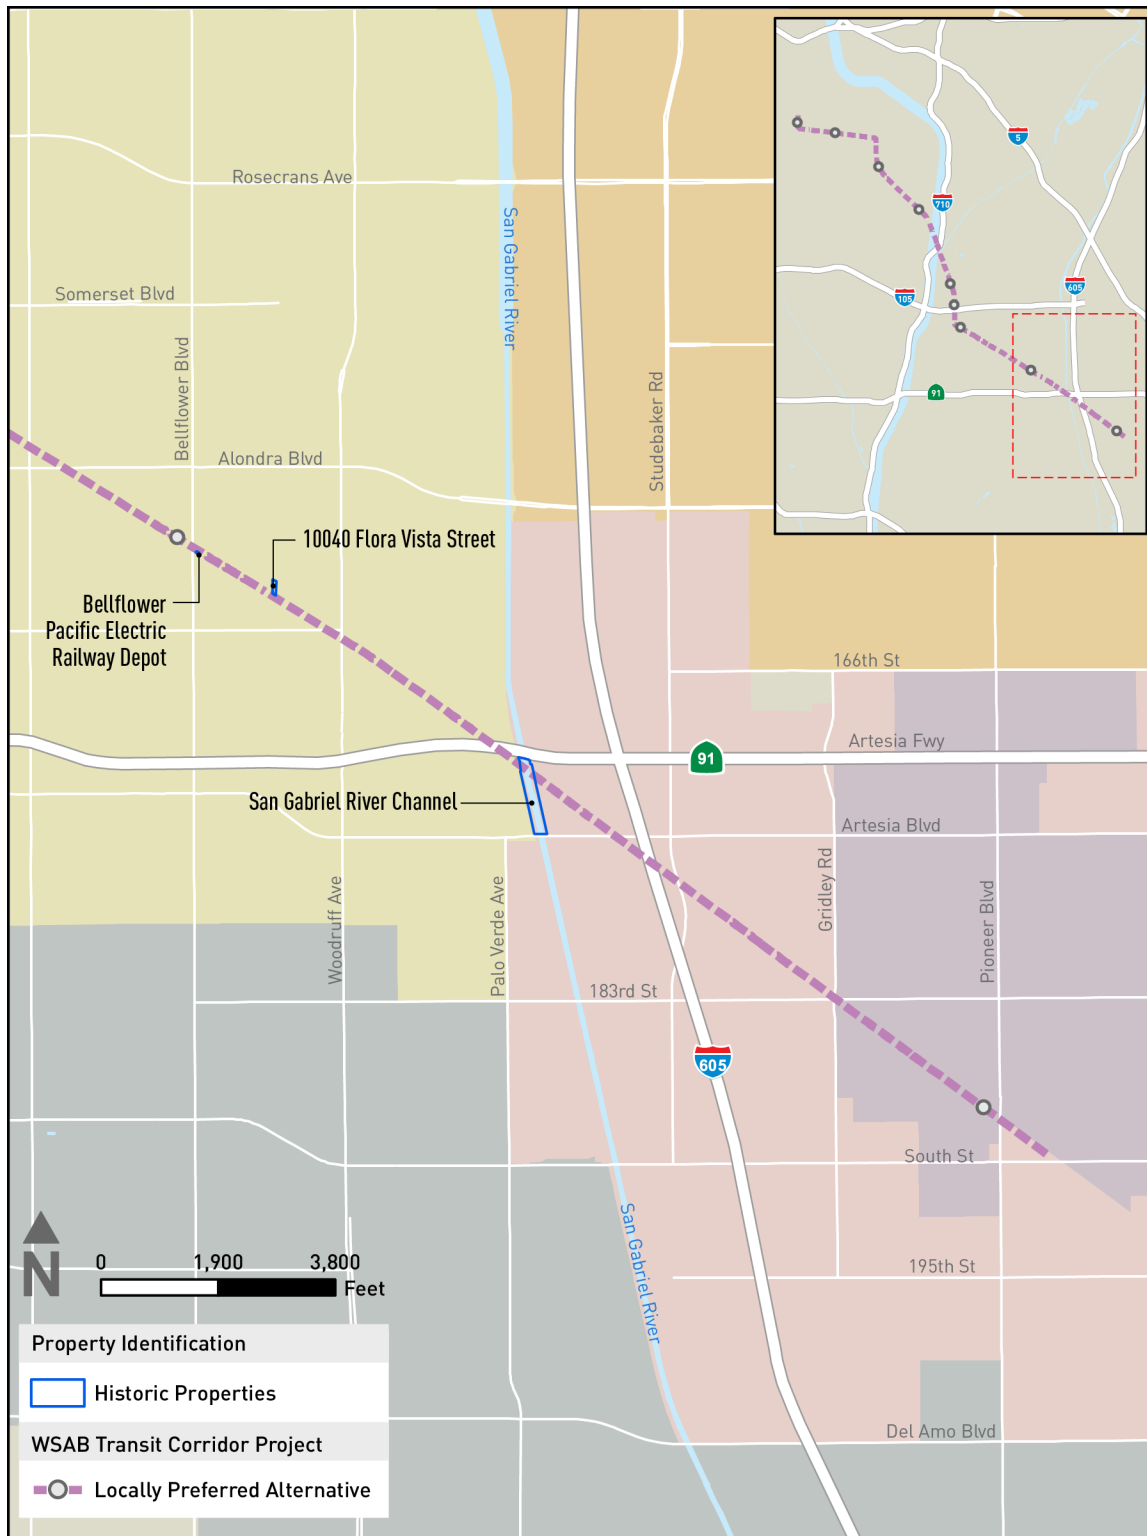 Rosecrans Ave
San Gabriel River
Somerset Blvd
Bellflower Blvd
Studebaker Rd
Alondra Blvd
5
710
605
105
91
10040 Flora Vista Street
Bellflower
Pacific Electric
Railway Depot
166th St
Artesia Fwy
91
San Gabriel River Channel
Artesia Blvd
Gridley Rd
Woodruff Ave
Palo Verde Ave
Pioneer Blvd
183rd St
605
South St
San Gabriel River
N
0 1,900 3,800
Feet
195th St
Property Identification
Historic Properties
WSAB Transit Corridor Project
Locally Preferred Alternative
Del Amo Blvd